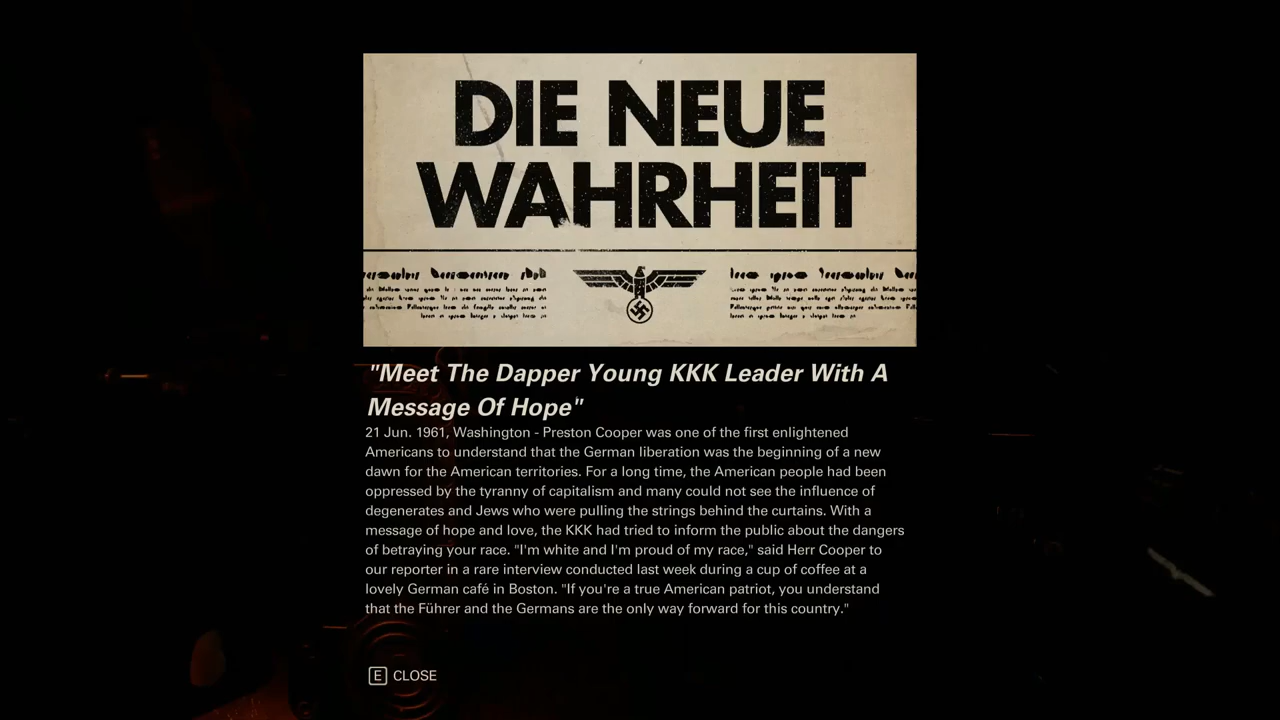 DIE NEUE
WAHRHEIT
"Meet The Dapper Young KKK Leader With A
Message Of Hope"
21 Jun. 1961, Washington - Preston Cooper was one of the first enlightened
Americans to understand that the German liberation was the beginning of a new
dawn for the American territories. For a long time, the American people had been
oppressed by the tyranny of capitalism and many could not see the influence of
degenerates and Jews who were pulling the strings behind the curtains. With a
message of hope and love, the KKK had tried to inform the public about the dangers
of betraying your race. "I'm white and I'm proud of my race," said Herr Cooper to
our reporter in a rare interview conducted last week during a cup of coffee at a
lovely German café in Boston. "If you're a true American patriot, you understand
that the Führer and the Germans are the only way forward for this country."
E CLOSE